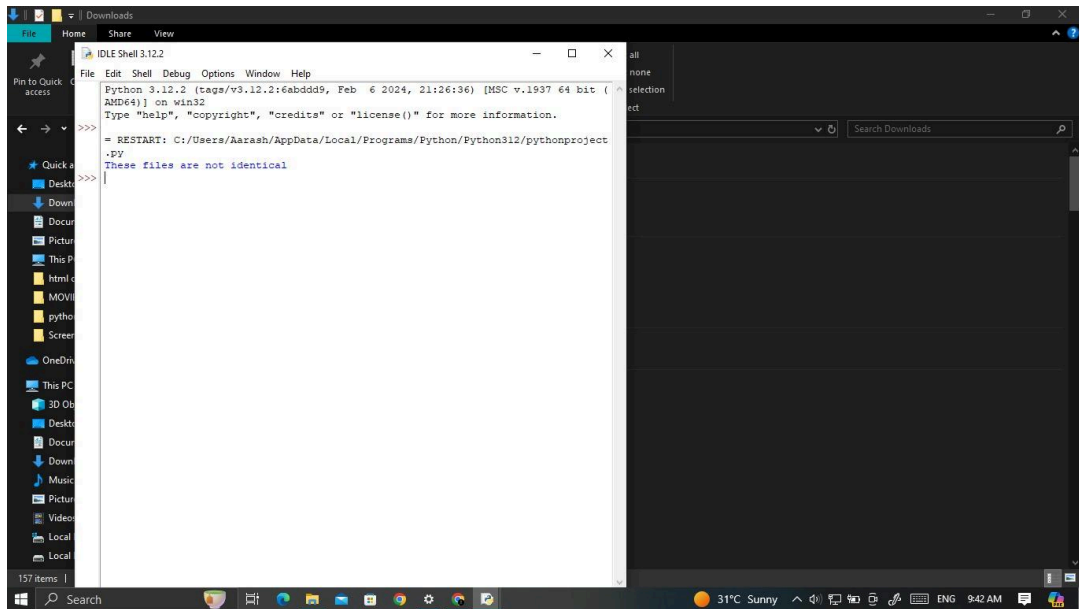 Downloads
File Home Share View
IDLE Shell 3.12.2
File Edit Shell Debug Options Window Help
Python 3.12.2 (tags/v3.12.2:6abddd9, Feb 6 2024, 21:26:36) [MSC v.1937 64 bit (
AMD64)] on win32
Type "help", "copyright", "credits" or "license()" for more information.
>>>
= RESTART: C:/Users/Aarash/AppData/Local/Programs/Python/Python312/pythonproject
.py
These files are not identical
>>>
Pin to Quick
access
all
none
selection
Search Downloads
Quick a
Deskto
Down
Docum
Pictur
This P
html
MOVI
pytho
Screen
OneDriv
This PC
3D Ob
Deskto
Docum
Down
Music
Pictur
Videos
Local
Local
157 items
Search
31°C Sunny
ENG
9:42 AM